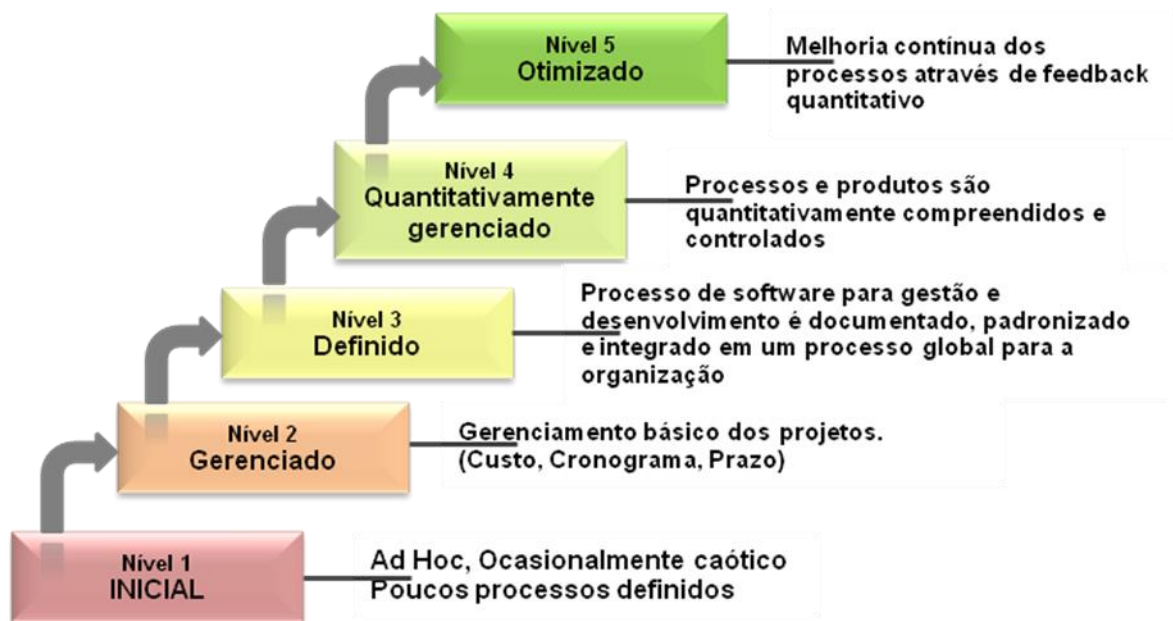 Nível 5
Otimizado
Melhoria contínua dos
processos através de feedback
quantitativo
Nível 4
Quantitativamente
gerenciado
Processos e produtos são
quantitativamente compreendidos e
controlados
Nível 3
Definido
Processo de software para gestão e
desenvolvimento é documentado, padronizado
e integrado em um processo global para a
organização
Nível 2
Gerenciado
Gerenciamento básico dos projetos.
(Custo, Cronograma, Prazo)
Nível 1
INICIAL
Ad Hoc, Ocasionalmente caótico
Poucos processos definidos